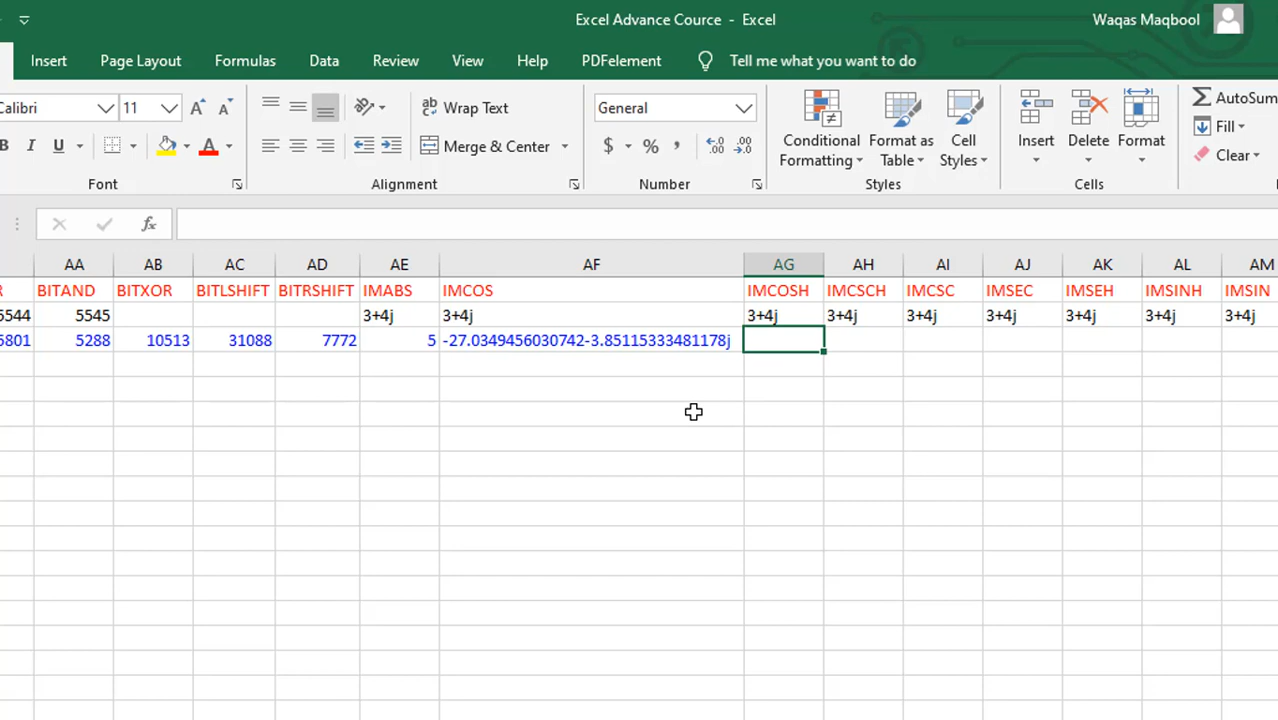 Excel Advance Cource - Excel
Waqas Maqbool
Insert Page Layout Formulas Data Review View Help PDFelement Tell me what you want to do
Calibri 11 A A ab Wrap Text General AutoSum
B I U A Merge & Center $ % , Conditional Formatting Format as Table Cell Styles Insert Delete Format Fill Clear
Font Alignment Number Styles Cells
fx
AA AB AC AD AE AF AG AH AI AJ AK AL AM
R BITAND BITXOR BITLSHIFT BITRSHIFT IMABS IMCOS IMCOSH IMCSCH IMCSC IMSEC IMSEH IMSINH IMSIN
5544 5545 3+4j 3+4j 3+4j 3+4j 3+4j 3+4j 3+4j 3+4j 3+4j
5801 5288 10513 31088 7772 5 -27.0349456030742-3.85115333481178j